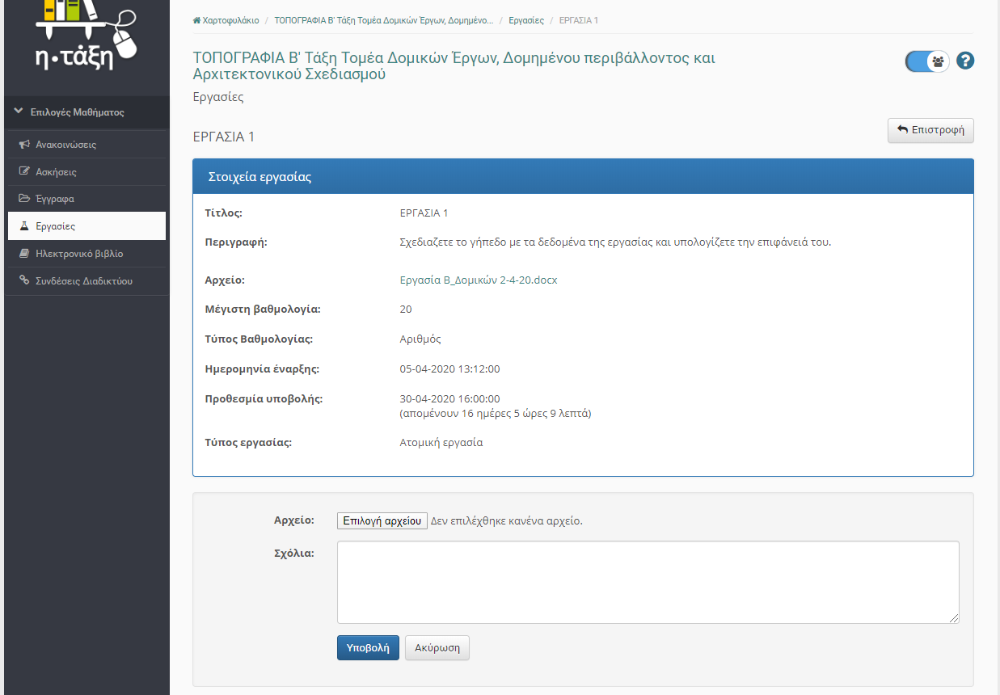 η·τάξη
Επιλογές Μαθήματος
Ανακοινώσεις
Ασκήσεις
Έγγραφα
Εργασίες
Ηλεκτρονικό βιβλίο
Συνδέσεις Διαδικτύου
Χαρτοφυλάκιο / ΤΟΠΟΓΡΑΦΙΑ Β' Τάξη Τομέα Δομικών Έργων, Δομημένο... / Εργασίες / ΕΡΓΑΣΙΑ 1
ΤΟΠΟΓΡΑΦΙΑ Β' Τάξη Τομέα Δομικών Έργων, Δομημένου περιβάλλοντος και
Αρχιτεκτονικού Σχεδιασμού
Εργασίες
ΕΡΓΑΣΙΑ 1
Επιστροφή
Στοιχεία εργασίας
Τίτλος: ΕΡΓΑΣΙΑ 1
Περιγραφή: Σχεδιαζετε το γήπεδο με τα δεδομένα της εργασίας και υπολογίζετε την επιφάνειά του.
Αρχείο: Εργασία Β_Δομικών 2-4-20.docx
Μέγιστη βαθμολογία: 20
Τύπος Βαθμολογίας: Αριθμός
Ημερομηνία έναρξης: 05-04-2020 13:12:00
Προθεσμία υποβολής: 30-04-2020 16:00:00
(απομένουν 16 ημέρες 5 ώρες 9 λεπτά)
Τύπος εργασίας: Ατομική εργασία
Αρχείο: Επιλογή αρχείου Δεν επιλέχθηκε κανένα αρχείο.
Σχόλια:
Υποβολή Ακύρωση